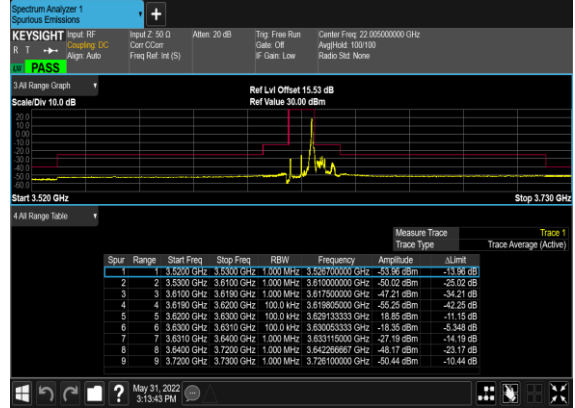 Spectrum Analyzer 1
Spurious Emissions
+
KEYSIGHT Input: RF Input Z: 50 Ω Atten: 20 dB Trig: Free Run Center Freq: 22.005000000 GHz
R T Coupling: DC Corr CCorr Gate: Off Avg|Hold: 100/100
Align: Auto Freq Ref: Int (S) IF Gain: Low Radio Std: None
PASS
3 All Range Graph
Ref Lvl Offset 15.53 dB
Scale/Div 10.0 dB Ref Value 30.00 dBm
20.0
10.0
0.00
-10.0
-20.0
-30.0
-40.0
-50.0
-60.0
Start 3.520 GHz Stop 3.730 GHz
4 All Range Table
Measure Trace Trace 1
Trace Type Trace Average (Active)
Spur Range Start Freq Stop Freq RBW Frequency Amplitude ΔLimit
1 1 3.5200 GHz 3.5300 GHz 1.000 MHz 3.526700000 GHz -53.96 dBm -13.96 dB
2 2 3.5300 GHz 3.6100 GHz 1.000 MHz 3.610000000 GHz -50.02 dBm -25.02 dB
3 3 3.6100 GHz 3.6190 GHz 1.000 MHz 3.617500000 GHz -47.21 dBm -34.21 dB
4 4 3.6190 GHz 3.6200 GHz 100.0 kHz 3.619805000 GHz -55.25 dBm -42.25 dB
5 5 3.6200 GHz 3.6300 GHz 100.0 kHz 3.629133333 GHz 18.85 dBm -11.15 dB
6 6 3.6300 GHz 3.6310 GHz 100.0 kHz 3.630053333 GHz -18.35 dBm -5.348 dB
7 7 3.6310 GHz 3.6400 GHz 1.000 MHz 3.633115000 GHz -27.19 dBm -14.19 dB
8 8 3.6400 GHz 3.7200 GHz 1.000 MHz 3.642266667 GHz -48.17 dBm -23.17 dB
9 9 3.7200 GHz 3.7300 GHz 1.000 MHz 3.726100000 GHz -50.44 dBm -10.44 dB
? May 31, 2022
3:13:43 PM